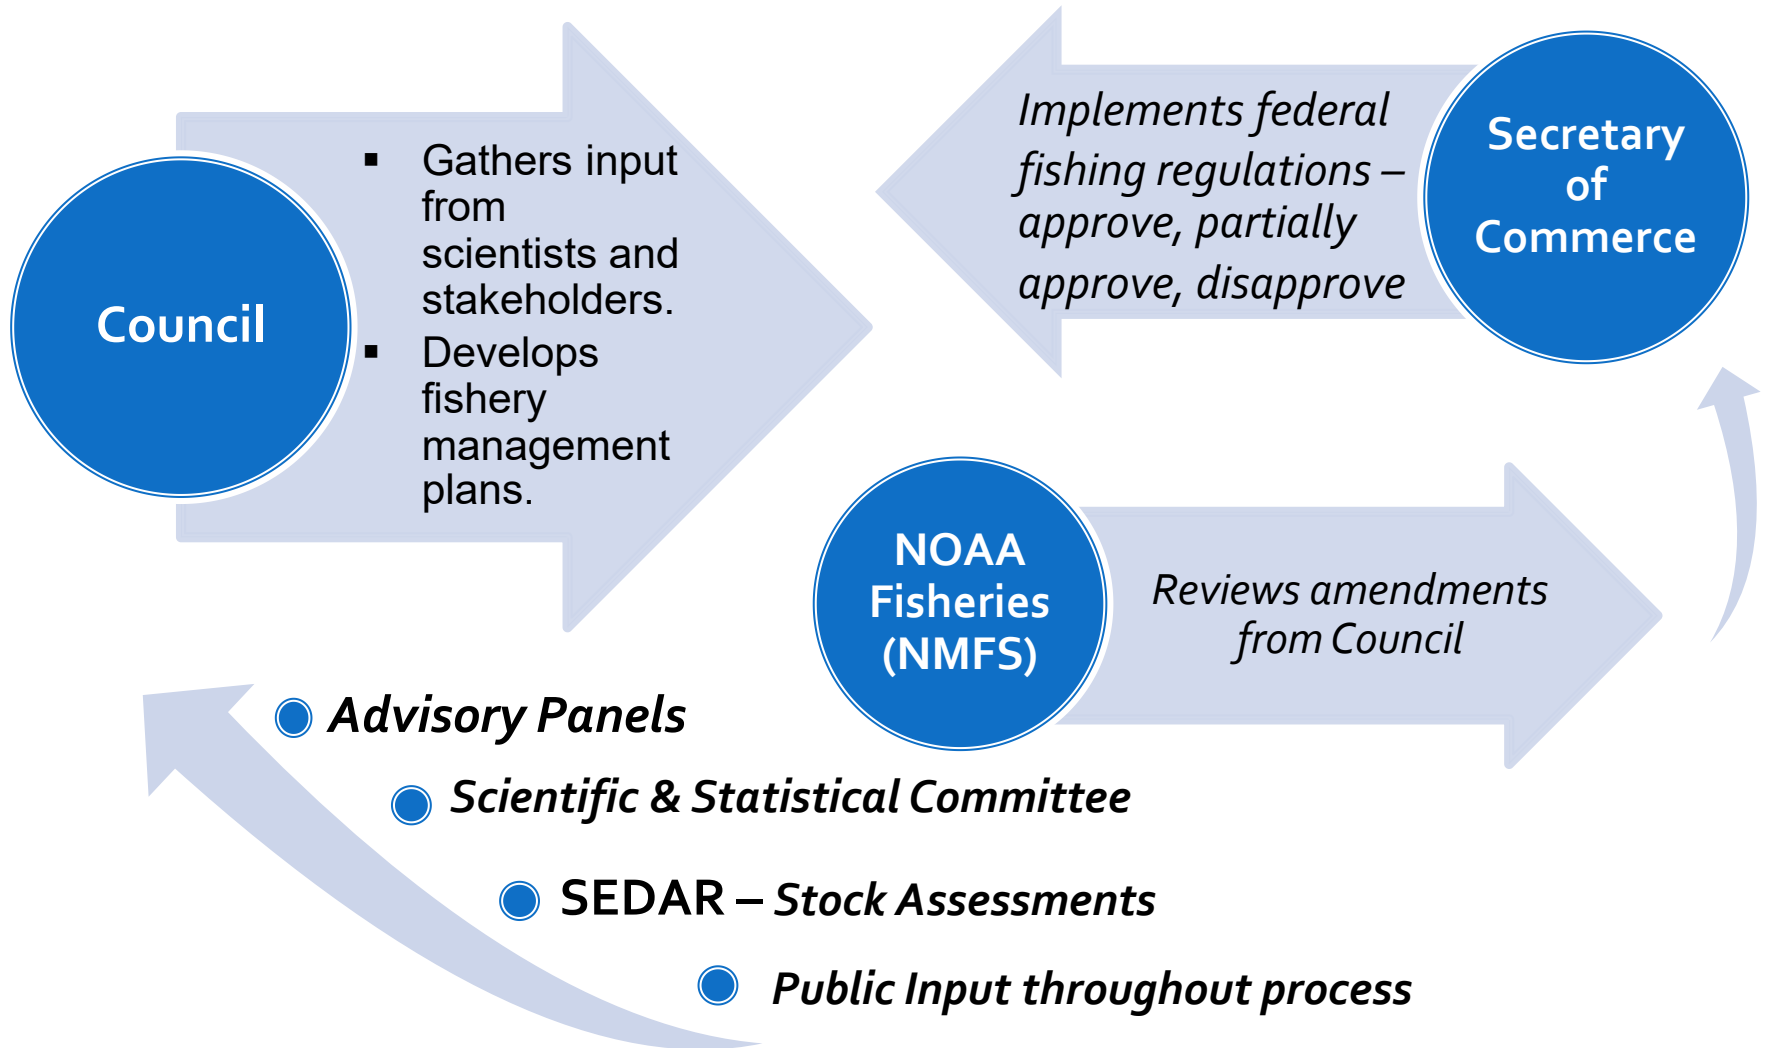 Council
▪ Gathers input
from
scientists and
stakeholders.
▪ Develops
fishery
management
plans.
Implements federal
fishing regulations –
approve, partially
approve, disapprove
Secretary
of
Commerce
NOAA
Fisheries
(NMFS)
Reviews amendments
from Council
Advisory Panels
Scientific & Statistical Committee
SEDAR – Stock Assessments
Public Input throughout process